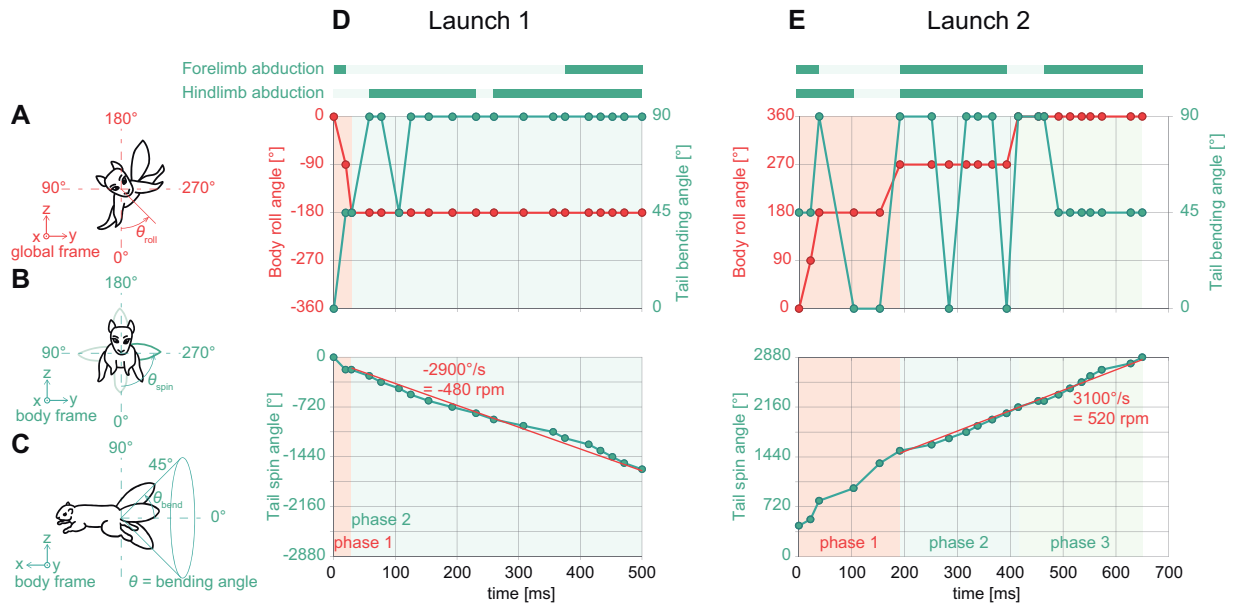 D Launch 1
E Launch 2
Forelimb abduction
Hindlimb abduction
A
180°
90° 270°
z
x y
θroll
global frame
0°
B
180°
90° 270°
z
x y
θspin
body frame
0°
C
90°
45°
θbend
0°
z
x y
body frame
θ = bending angle
Body roll angle [°]
0
-90
-180
-270
-360
90
45
0
Tail bending angle [°]
Tail spin angle [°]
0
-720
-1440
-2160
-2880
-2900°/s
= -480 rpm
phase 2
phase 1
0 100 200 300 400 500
time [ms]
Body roll angle [°]
360
270
180
90
0
90
45
0
Tail bending angle [°]
Tail spin angle [°]
2880
2160
1440
720
0
3100°/s
= 520 rpm
phase 1 phase 2 phase 3
0 100 200 300 400 500 600 700
time [ms]